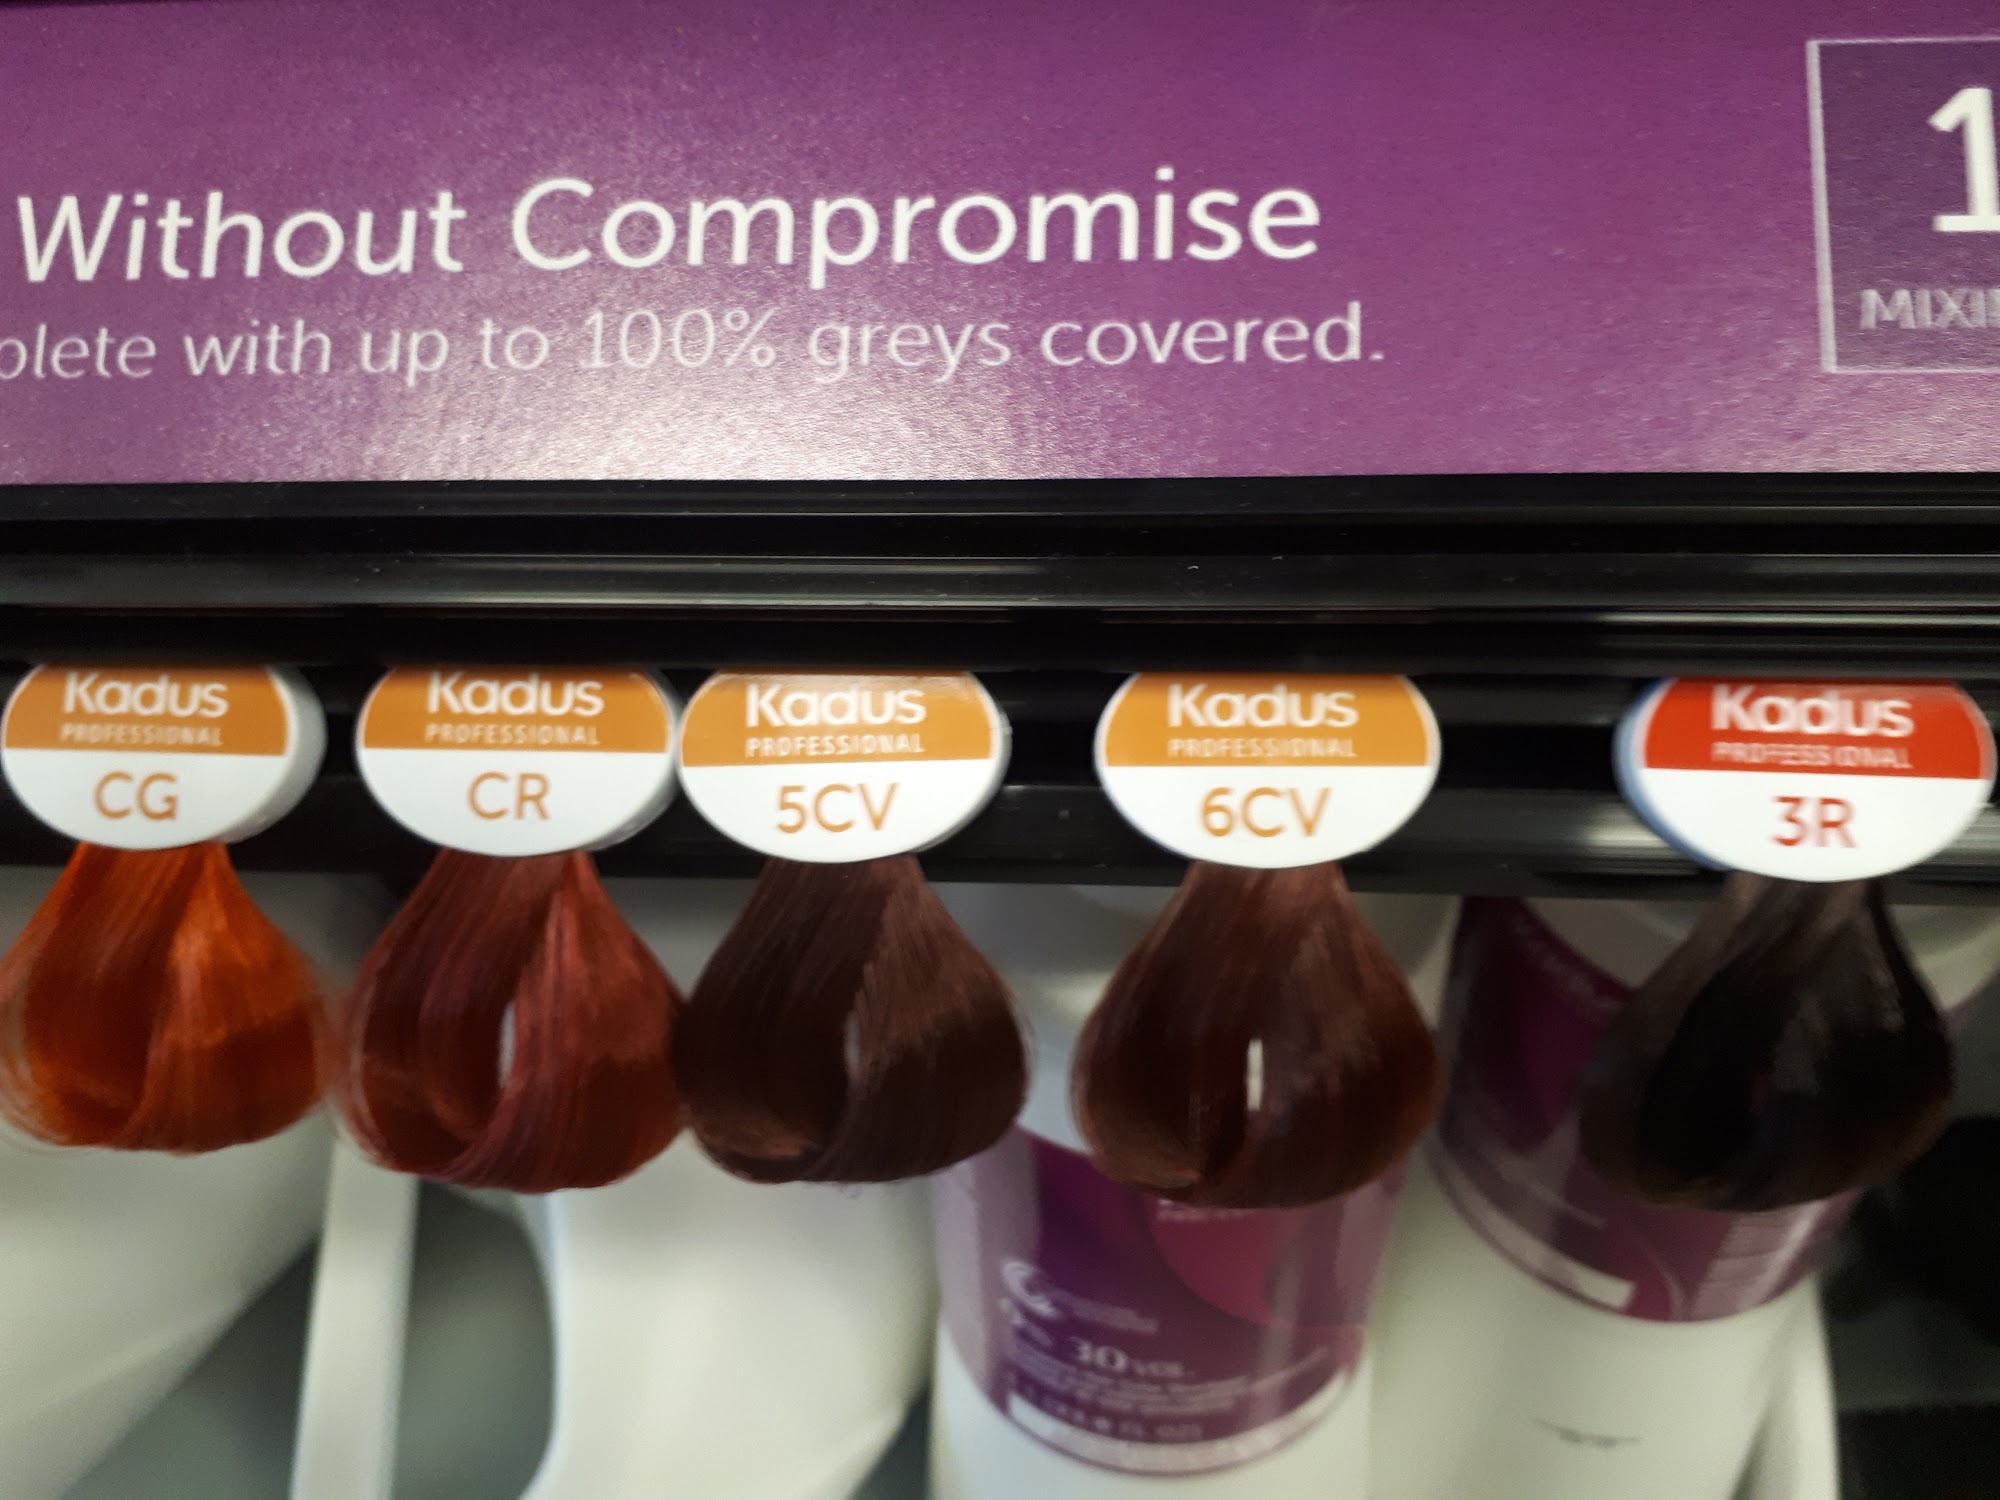 Without Compromise
plete with up to 100% greys covered.
1
MIXI
Kadus
PROFESSIONAL
CG
Kadus
PROFESSIONAL
CR
Kadus
PROFESSIONAL
5CV
Kadus
PROFESSIONAL
6CV
Kadus
PROFESSIONAL
3R
30 VOL.